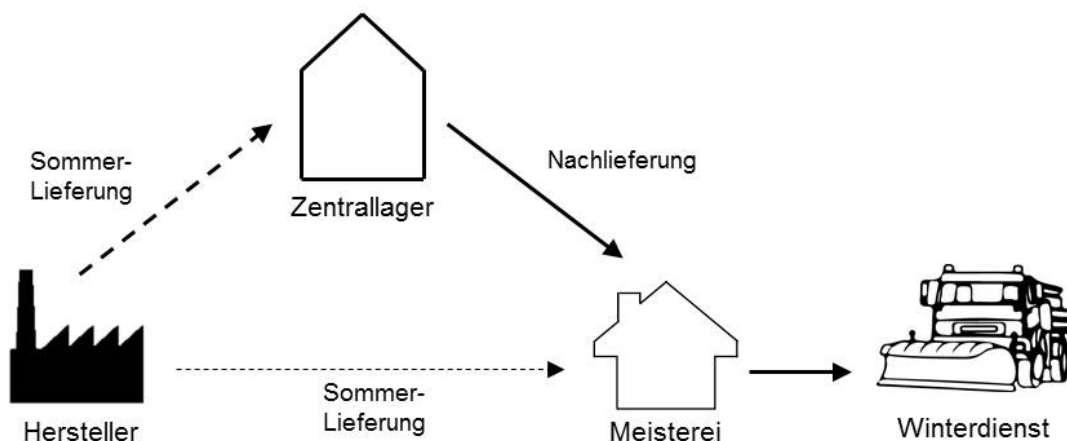 Sommer-
Lieferung
Zentrallager
Nachlieferung
Hersteller
Sommer-
Lieferung
Meisterei
Winterdienst